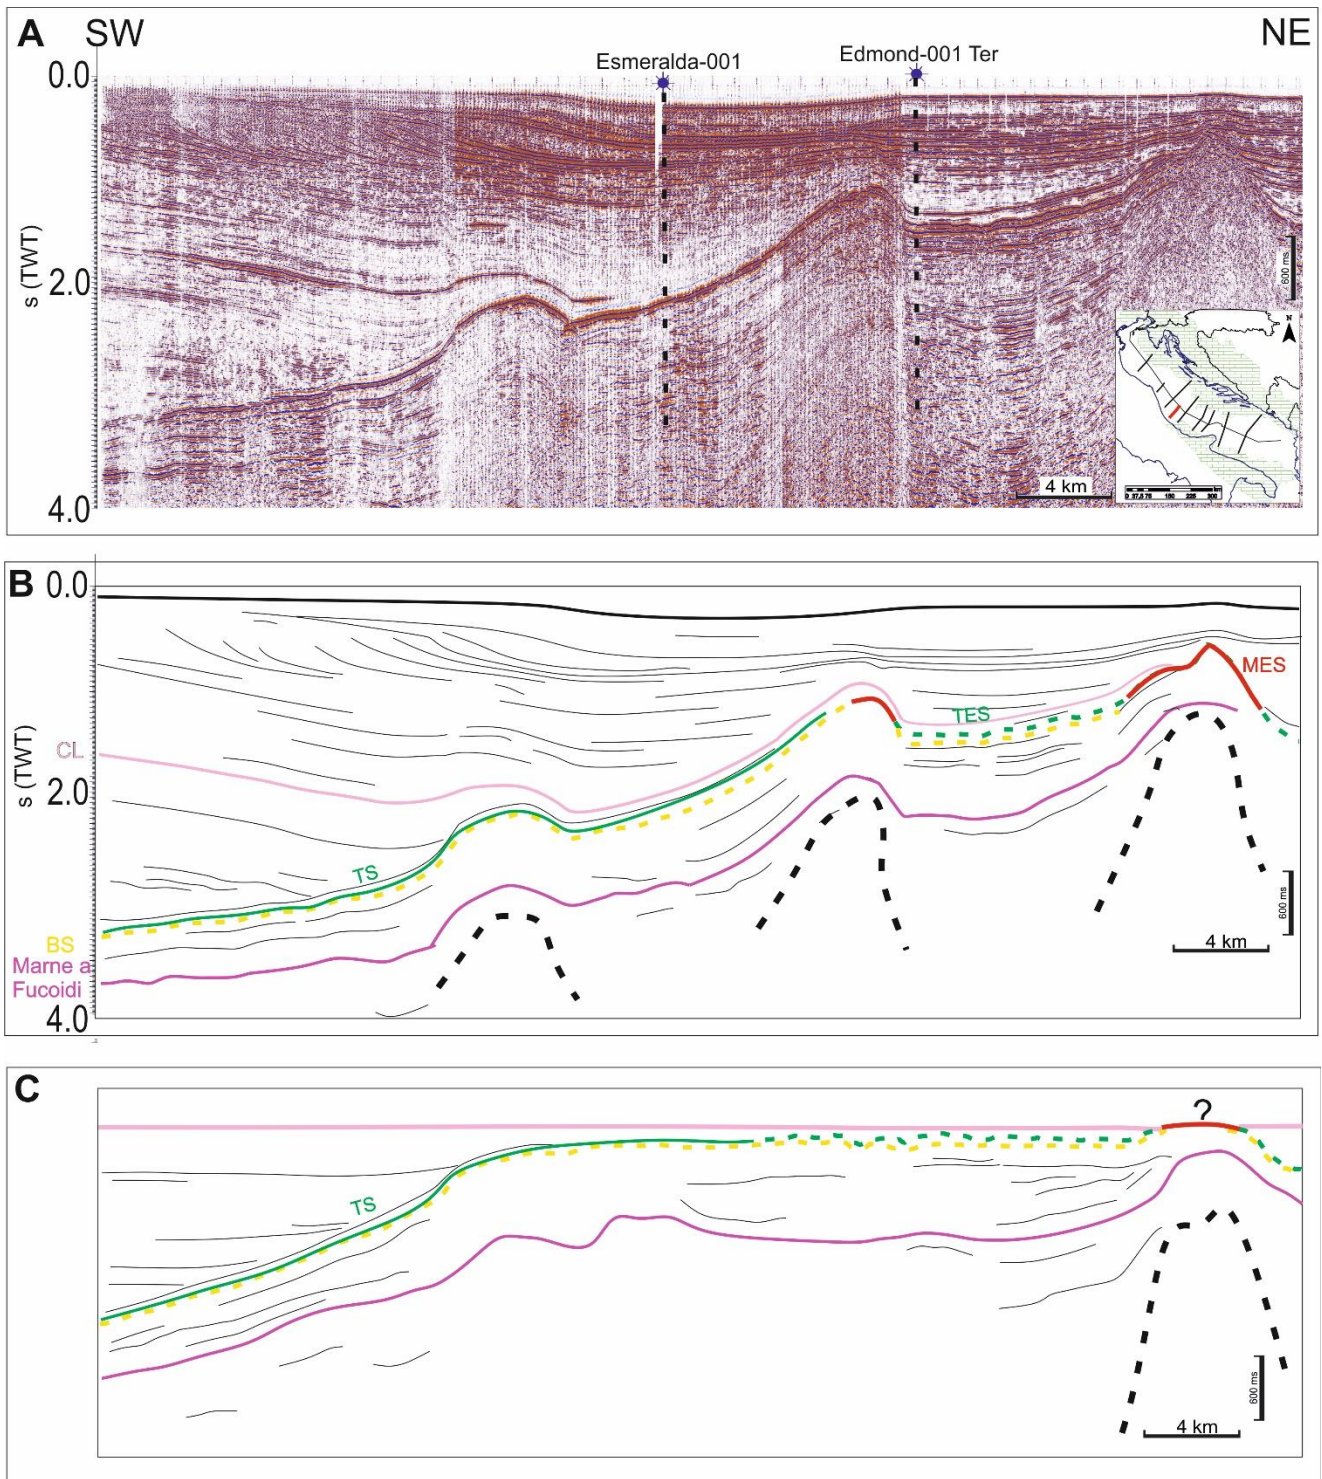 A
SW
NE
Esmeralda-001
Edmond-001 Ter
0.0
s (TWT)
2.0
600 ms
N
4 km
4.0
B
0.0
MES
TES
CL
s (TWT)
2.0
TS
600 ms
BS
4 km
Marne a
Fucoidi
4.0
C
?
TS
600 ms
4 km